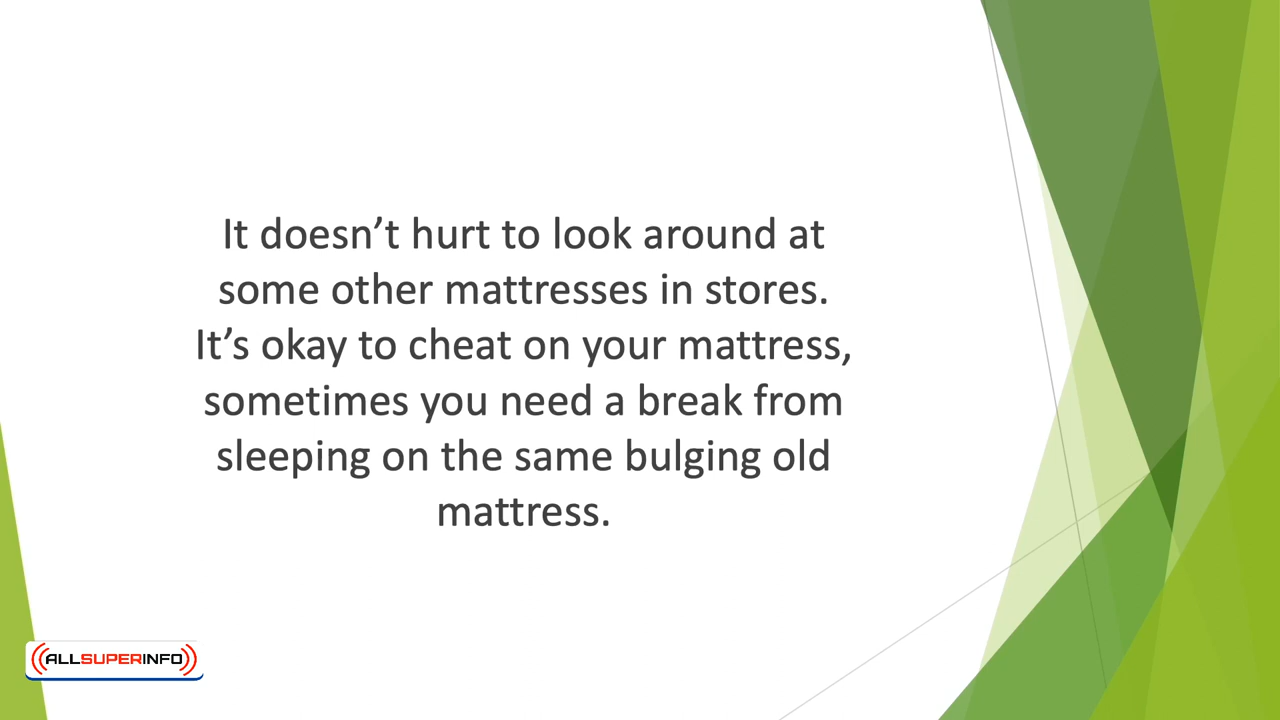 It doesn’t hurt to look around at
some other mattresses in stores.
It’s okay to cheat on your mattress,
sometimes you need a break from
sleeping on the same bulging old
mattress.
ALLSUPERINFO